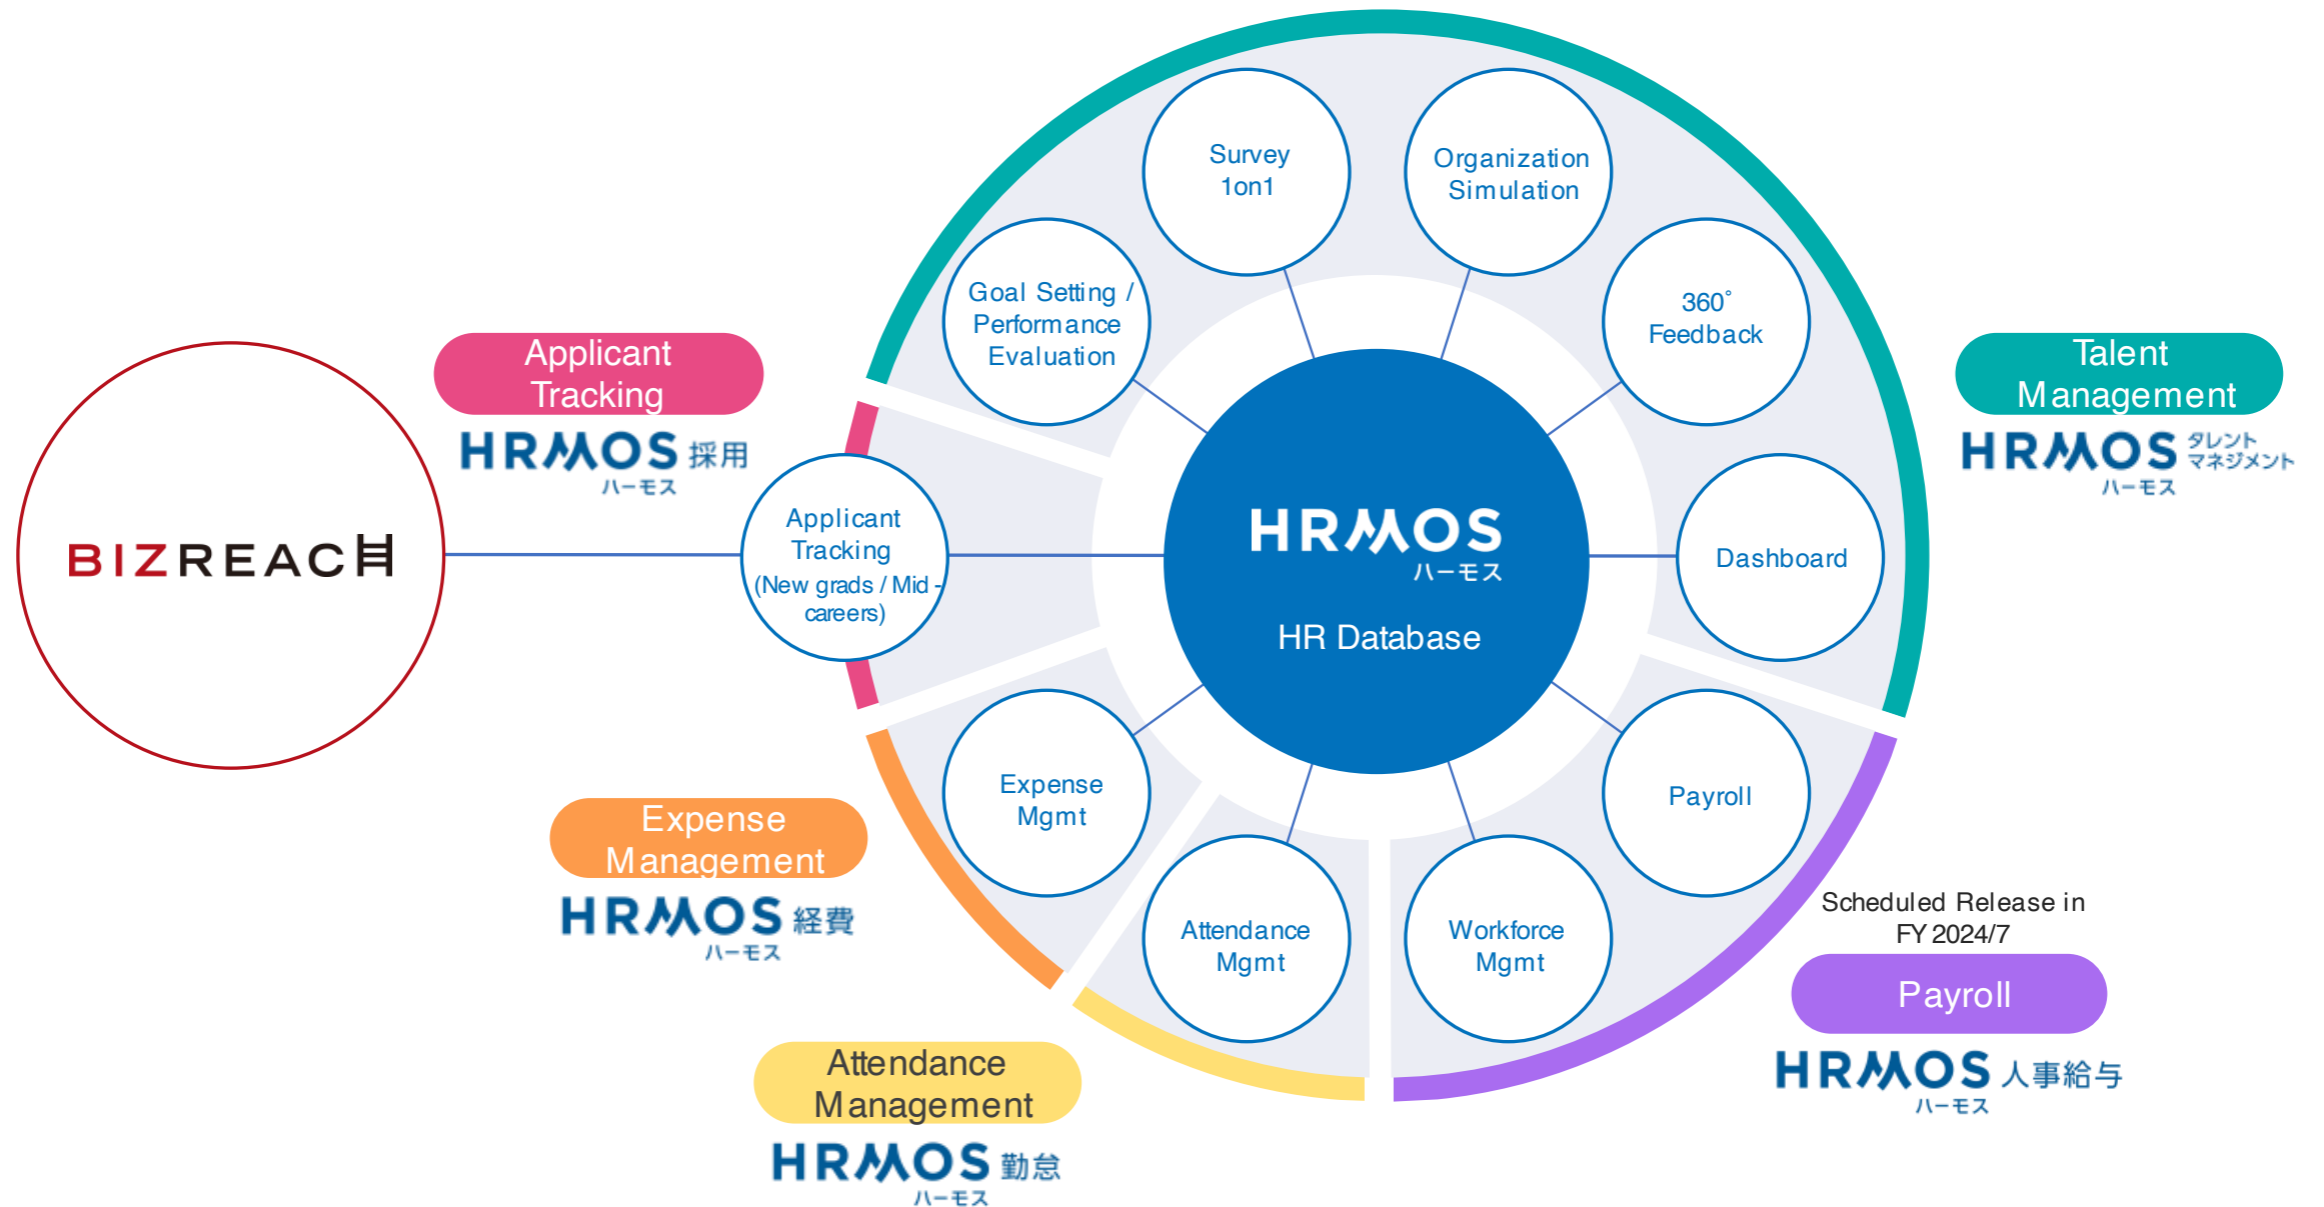 Survey
1on1
Organization
Simulation
Goal Setting /
Performance
Evaluation
360°
Feedback
Applicant
Tracking
HRMOS 採用
ハーモス
Talent
Management
HRMOS タレント
マネジメント
ハーモス
BIZREACH
Applicant
Tracking
(New grads / Mid-
careers)
HRMOS
ハーモス
HR Database
Dashboard
Expense
Mgmt
Payroll
Expense
Management
HRMOS 経費
ハーモス
Attendance
Mgmt
Workforce
Mgmt
Scheduled Release in
FY 2024/7
Payroll
HRMOS 人事給与
ハーモス
Attendance
Management
HRMOS 勤怠
ハーモス